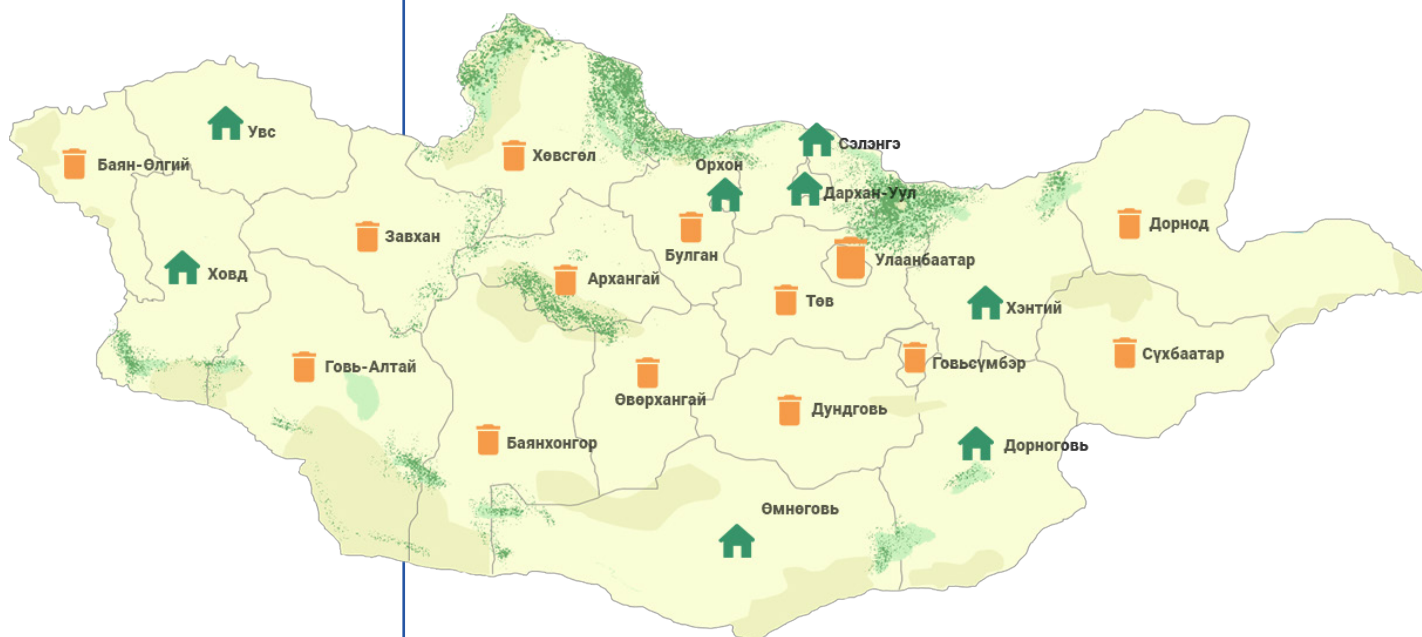 Увс
Сэлэнгэ
Баян-Өлгий
Хөвсгөл
Орхон
Дархан-Уул
Дорнод
Завхан
Булган
Улаанбаатар
Ховд
Архангай
Төв
Хэнтий
Говь-Алтай
Говьсүмбэр
Сүхбаатар
Өвөрхангай
Дундговь
Баянхонгор
Дорноговь
Өмнөговь